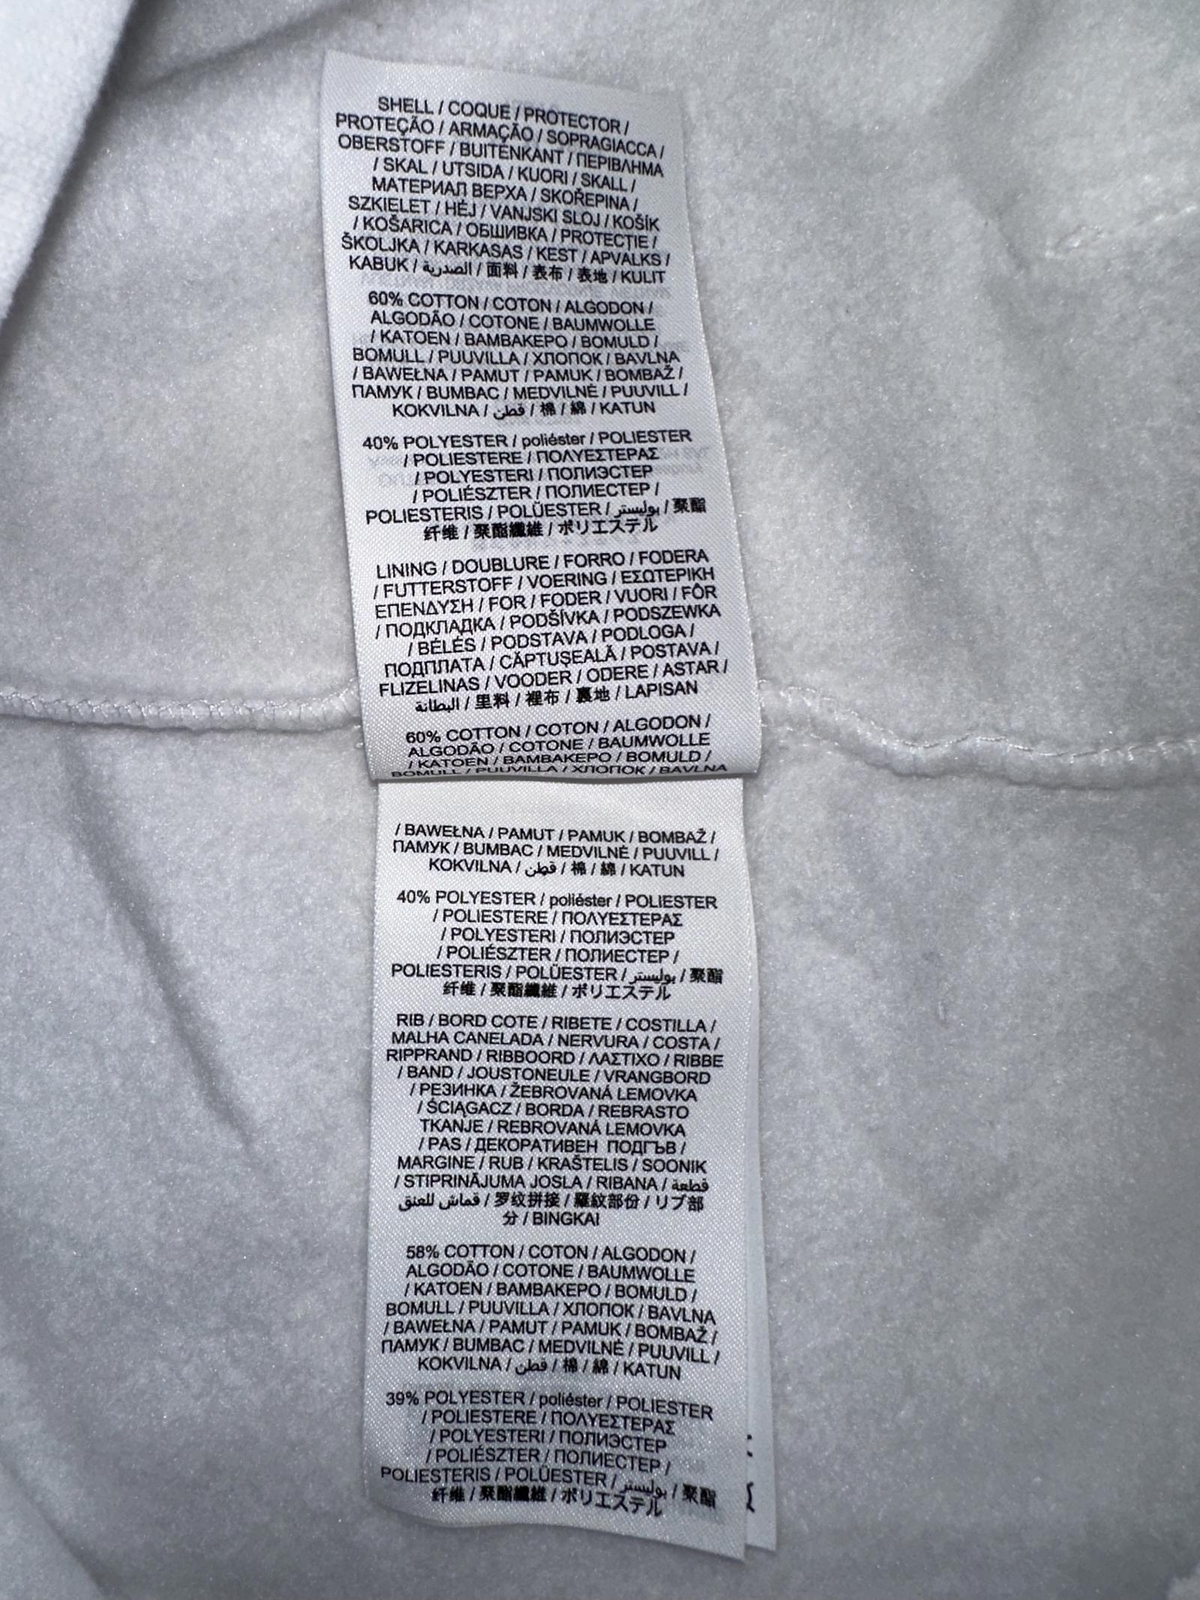 SHELL / COQUE / PROTECTOR /
PROTEÇÃO / ARMAÇÃO / SOPRAGIACCA /
OBERSTOFF / BUITENKANT / ΠΕΡΙΒΛΗΜΑ
/ SKAL / UTSIDA / KUORI / SKALL /
МАТЕРИАЛ ВЕРХА / SKOŘEPINA /
SZKIELET / HÉJ / VANJSKI SLOJ / KOŠÍK
/ KOŠARICA / ОБШИВКА / PROTECȚIE /
ŠKOLJKA / KARKASAS / KEST / APVALKS /
KABUK / الصدرية / 面料 / 表布 / 表地 / KULIT
60% COTTON / COTON / ALGODON /
ALGODÃO / COTONE / BAUMWOLLE
/ KATOEN / ΒΑΜΒΑΚΕΡΟ / BOMULD /
BOMULL / PUUVILLA / ХЛОПОК / BAVLNA
/ BAWEŁNA / PAMUT / PAMUK / BOMBAŽ /
ПАМУК / BUMBAC / MEDVILNĖ / PUUVILL /
KOKVILNA / قطن / 棉 / 綿 / KATUN
40% POLYESTER / poliéster / POLIESTER
/ POLIESTERE / ΠΟΛΥΕΣΤΕΡΑΣ
/ POLYESTERI / ПОЛИЭСТЕР
/ POLIÉSZTER / ПОЛИЕСТЕР /
POLIESTERIS / POLÜESTER / بوليستر / 聚酯
纤维 / 聚酯纖維 / ポリエステル
LINING / DOUBLURE / FORRO / FODERA
/ FUTTERSTOFF / VOERING / ΕΣΩΤΕΡΙΚΗ
ΕΠΕΝΔΥΣΗ / FOR / FODER / VUORI / FÔR
/ ПОДКЛАДКА / PODŠÍVKA / PODSZEWKA
/ BÉLÉS / PODSTAVA / PODLOGA /
ПОДПЛАТА / CĂPTUȘEALĂ / POSTAVA /
FLIZELINAS / VOODER / ODERE / ASTAR /
البطانة / 里料 / 裡布 / 裏地 / LAPISAN
60% COTTON / COTON / ALGODON /
ALGODÃO / COTONE / BAUMWOLLE
/ KATOEN / ΒΑΜΒΑΚΕΡΟ / BOMULD /
BOMULL / PUUVILLA / ХЛОПОК / BAVLNA
/ BAWEŁNA / PAMUT / PAMUK / BOMBAŽ /
ПАМУК / BUMBAC / MEDVILNĖ / PUUVILL /
KOKVILNA / قطن / 棉 / 綿 / KATUN
40% POLYESTER / poliéster / POLIESTER
/ POLIESTERE / ΠΟΛΥΕΣΤΕΡΑΣ
/ POLYESTERI / ПОЛИЭСТЕР
/ POLIÉSZTER / ПОЛИЕСТЕР /
POLIESTERIS / POLÜESTER / بوليستر / 聚酯
纤维 / 聚酯纖維 / ポリエステル
RIB / BORD COTE / RIBETE / COSTILLA /
MALHA CANELADA / NERVURA / COSTA /
RIPPRAND / RIBBOORD / ΛΑΣΤΙΧΟ / RIBBE
/ BAND / JOUSTONEULE / VRANGBORD
/ РЕЗИНКА / ŽEBROVANÁ LEMOVKA
/ ŚCIĄGACZ / BORDA / REBRASTO
TKANJE / REBROVANÁ LEMOVKA
/ PAS / ДЕКОРАТИВЕН ПОДГЪВ /
MARGINE / RUB / KRAŠTELIS / SOONIK
/ STIPRINĀJUMA JOSLA / RIBANA / قطعة
قماش للعنق / 罗纹拼接 / 羅紋部份 / リブ部
分 / BINGKAI
58% COTTON / COTON / ALGODON /
ALGODÃO / COTONE / BAUMWOLLE
/ KATOEN / ΒΑΜΒΑΚΕΡΟ / BOMULD /
BOMULL / PUUVILLA / ХЛОПОК / BAVLNA
/ BAWEŁNA / PAMUT / PAMUK / BOMBAŽ /
ПАМУК / BUMBAC / MEDVILNĖ / PUUVILL /
KOKVILNA / قطن / 棉 / 綿 / KATUN
39% POLYESTER / poliéster / POLIESTER
/ POLIESTERE / ΠΟΛΥΕΣΤΕΡΑΣ
/ POLYESTERI / ПОЛИЭСТЕР
/ POLIÉSZTER / ПОЛИЕСТЕР /
POLIESTERIS / POLÜESTER / بوليستر / 聚酯
纤维 / 聚酯纖維 / ポリエステル